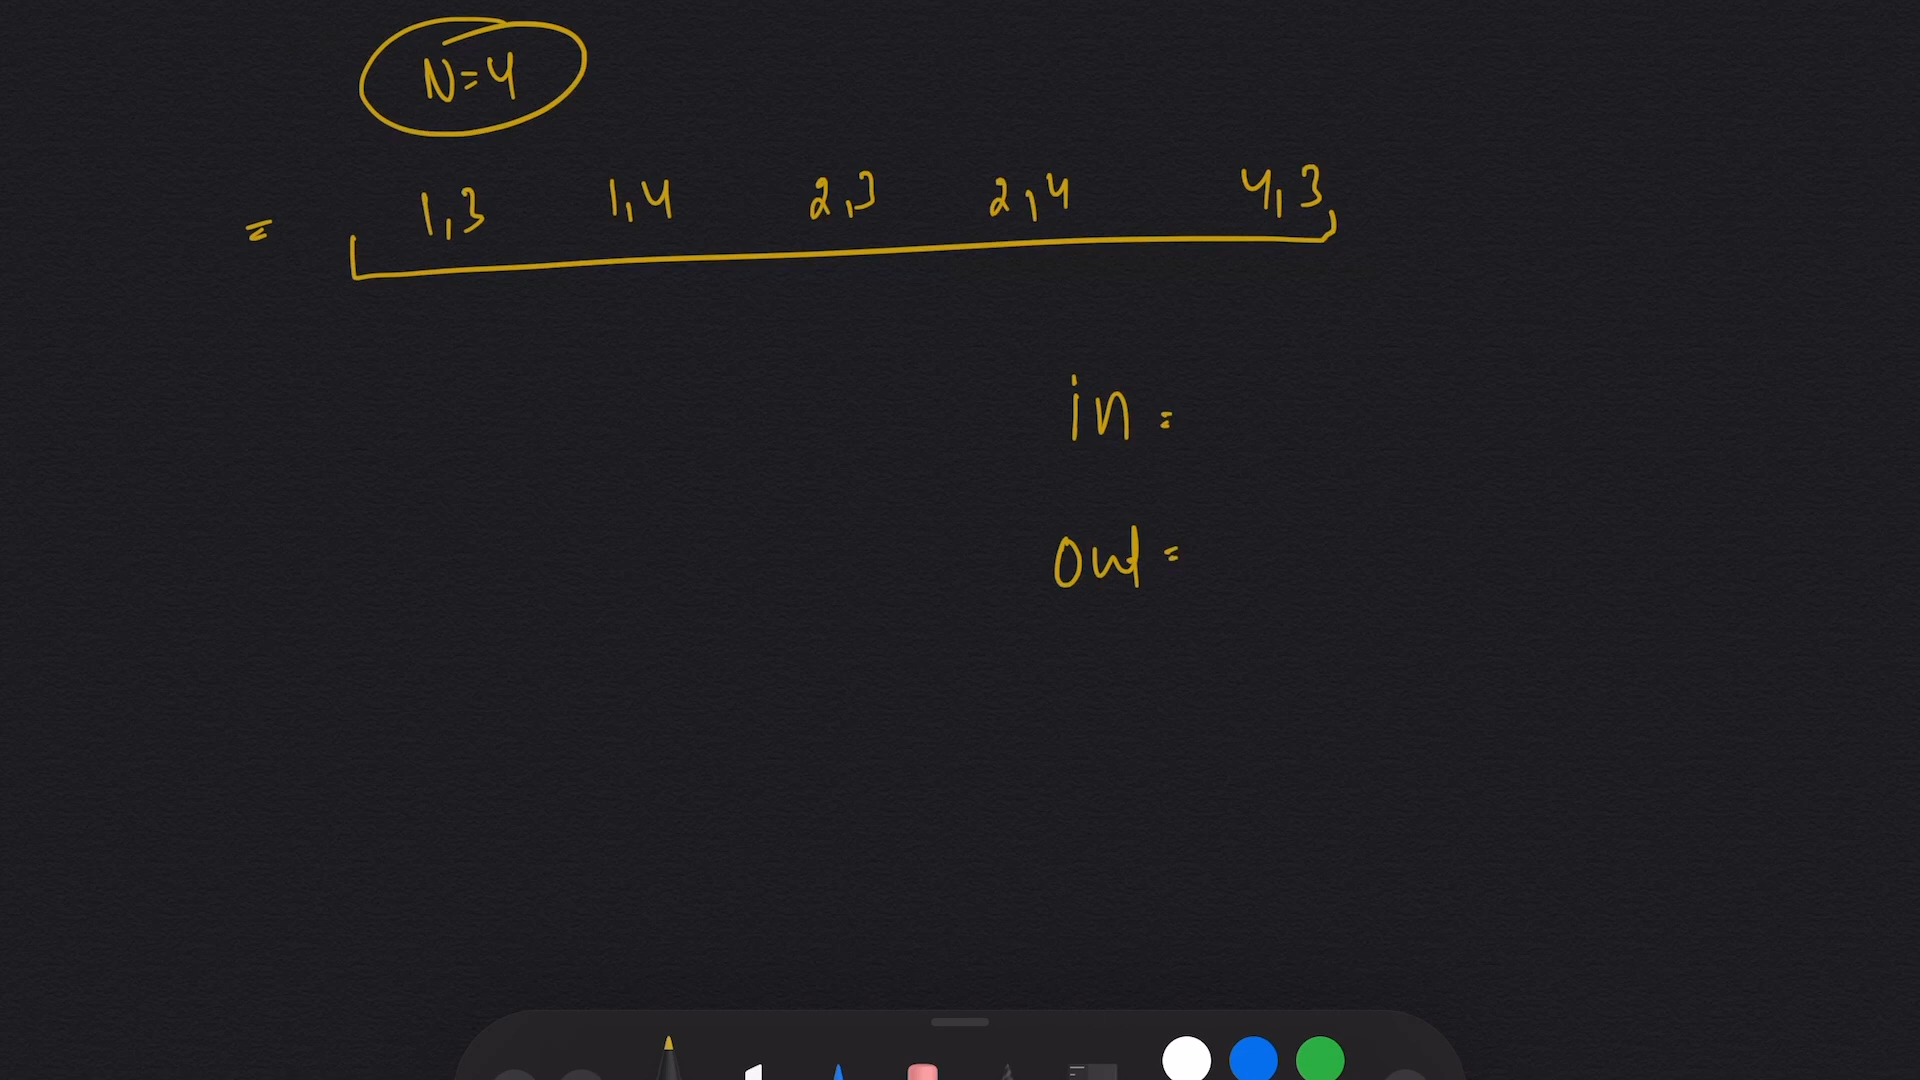 N=4
= 1,3 1,4 2,3 2,4 4,3
in =
out =